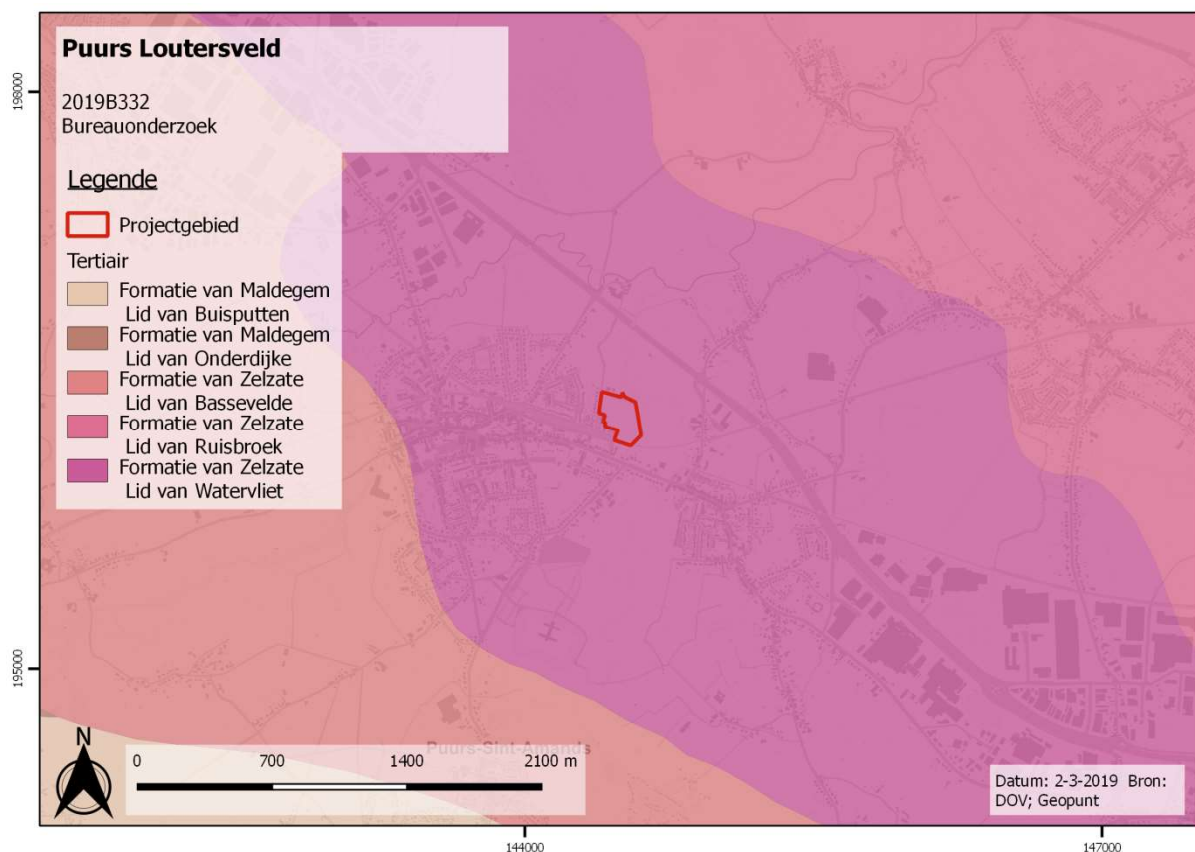 Puurs Loutersveld
2019B332
Bureauonderzoek
Legende
Projectgebied
Tertiair
Formatie van Maldegem
Lid van Buisputten
Formatie van Maldegem
Lid van Onderdijke
Formatie van Zelzate
Lid van Bassevelde
Formatie van Zelzate
Lid van Ruisbroek
Formatie van Zelzate
Lid van Watervliet
198000
195000
N
0 700 1400 2100 m
Puurs-Sint-Amands
Datum: 2-3-2019 Bron:
DOV; Geopunt
144000 147000